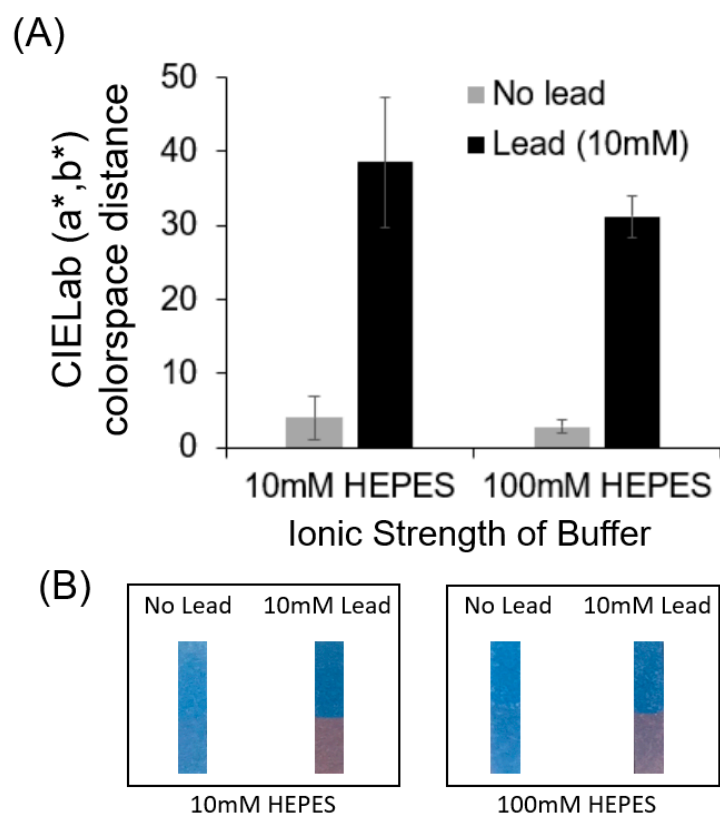 (A)
CIELab (a*,b*)
colorspace distance
50
40
30
20
10
0
No lead
Lead (10mM)
10mM HEPES
100mM HEPES
Ionic Strength of Buffer
(B)
No Lead
10mM Lead
10mM HEPES
No Lead
10mM Lead
100mM HEPES